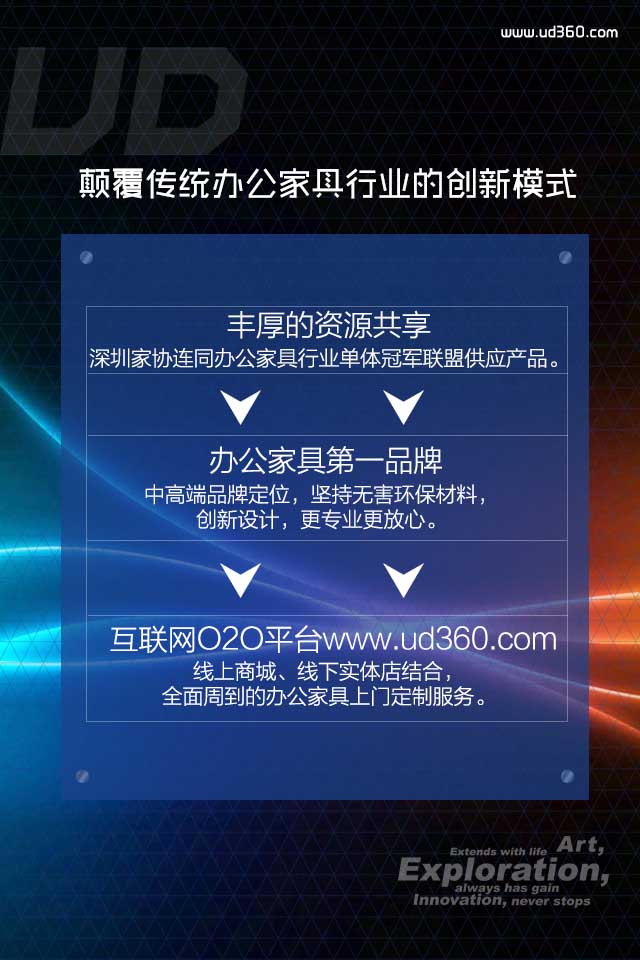 www.ud360.com
UD
颠覆传统办公家具行业的创新模式
丰厚的资源共享
深圳家协连同办公家具行业单体冠军联盟供应产品。
办公家具第一品牌
中高端品牌定位，坚持无害环保材料，
创新设计，更专业更放心。
互联网O2O平台www.ud360.com
线上商城、线下实体店结合，
全面周到的办公家具上门定制服务。
Extends with life Art,
Exploration,
always has gain
Innovation, never stops